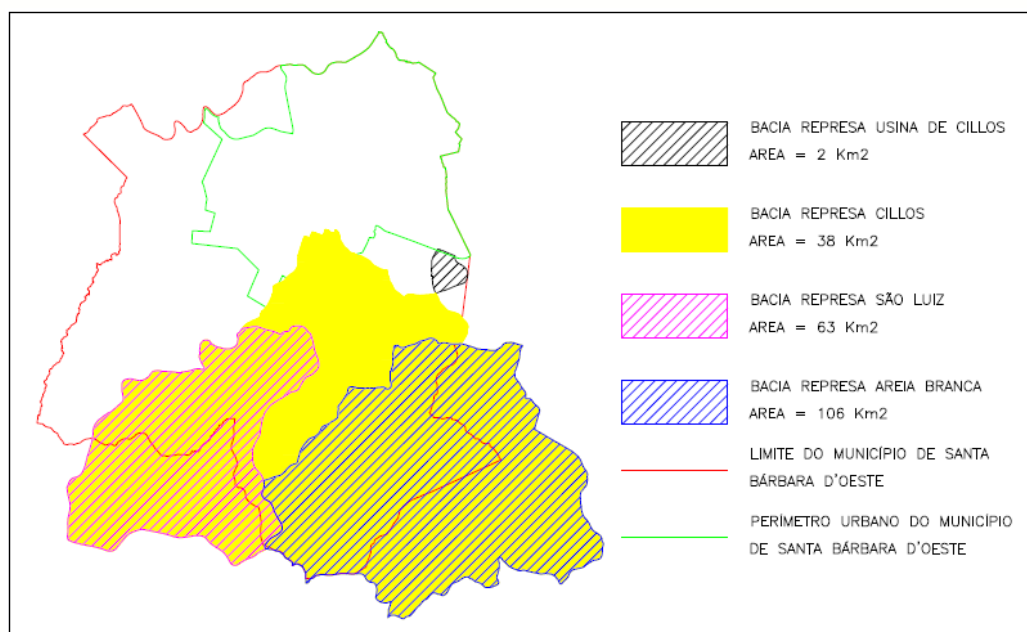 BACIA REPRESA USINA DE CILLOS
AREA = 2 Km2
BACIA REPRESA CILLOS
AREA = 38 Km2
BACIA REPRESA SÃO LUIZ
AREA = 63 Km2
BACIA REPRESA AREIA BRANCA
AREA = 106 Km2
LIMITE DO MUNICÍPIO DE SANTA
BÁRBARA D'OESTE
PERÍMETRO URBANO DO MUNICÍPIO
DE SANTA BÁRBARA D'OESTE